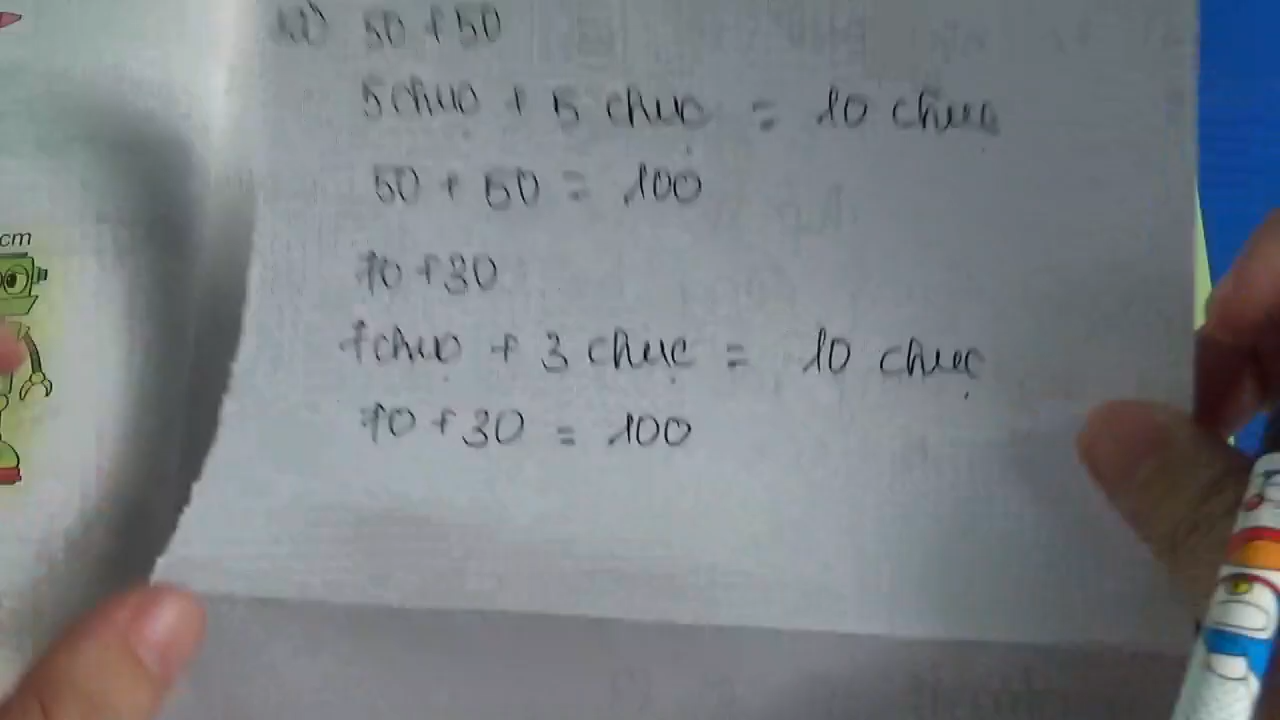 a) 50 + 50
5 chục + 5 chục = 10 chục
50 + 50 = 100
70 + 30
7 chục + 3 chục = 10 chục
70 + 30 = 100
cm